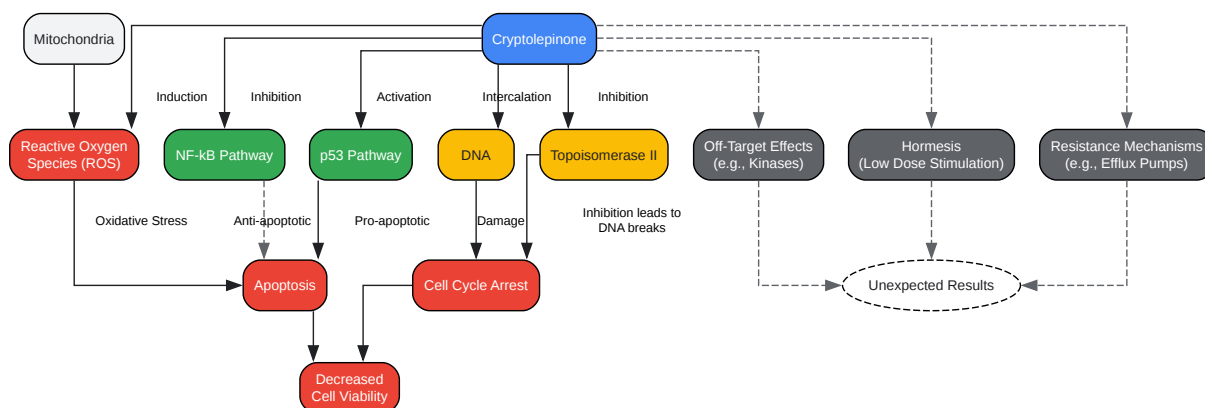 Mitochondria
Cryptolepinone
Induction
Inhibition
Activation
Intercalation
Inhibition
Reactive Oxygen
Species (ROS)
NF-kB Pathway
p53 Pathway
DNA
Topoisomerase II
Off-Target Effects
(e.g., Kinases)
Hormesis
(Low Dose Stimulation)
Resistance Mechanisms
(e.g., Efflux Pumps)
Oxidative Stress
Anti-apoptotic
Pro-apoptotic
Damage
Inhibition leads to
DNA breaks
Apoptosis
Cell Cycle Arrest
Unexpected Results
Decreased
Cell Viability